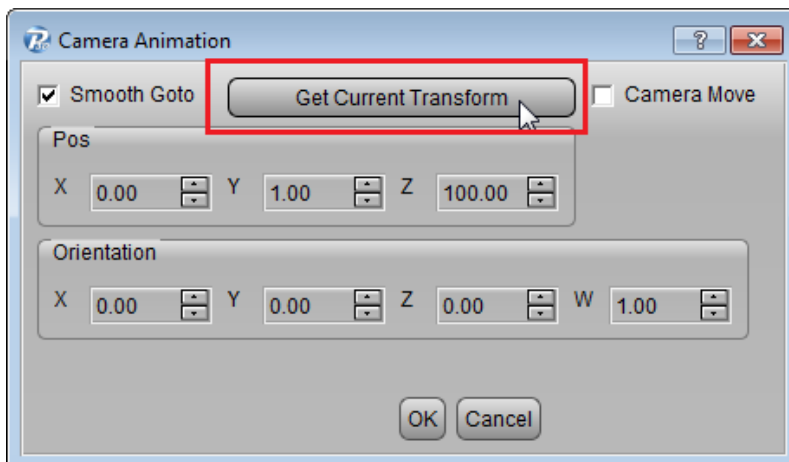 Camera Animation
Smooth Goto Get Current Transform Camera Move
Pos
X 0.00 Y 1.00 Z 100.00
Orientation
X 0.00 Y 0.00 Z 0.00 W 1.00
OK Cancel